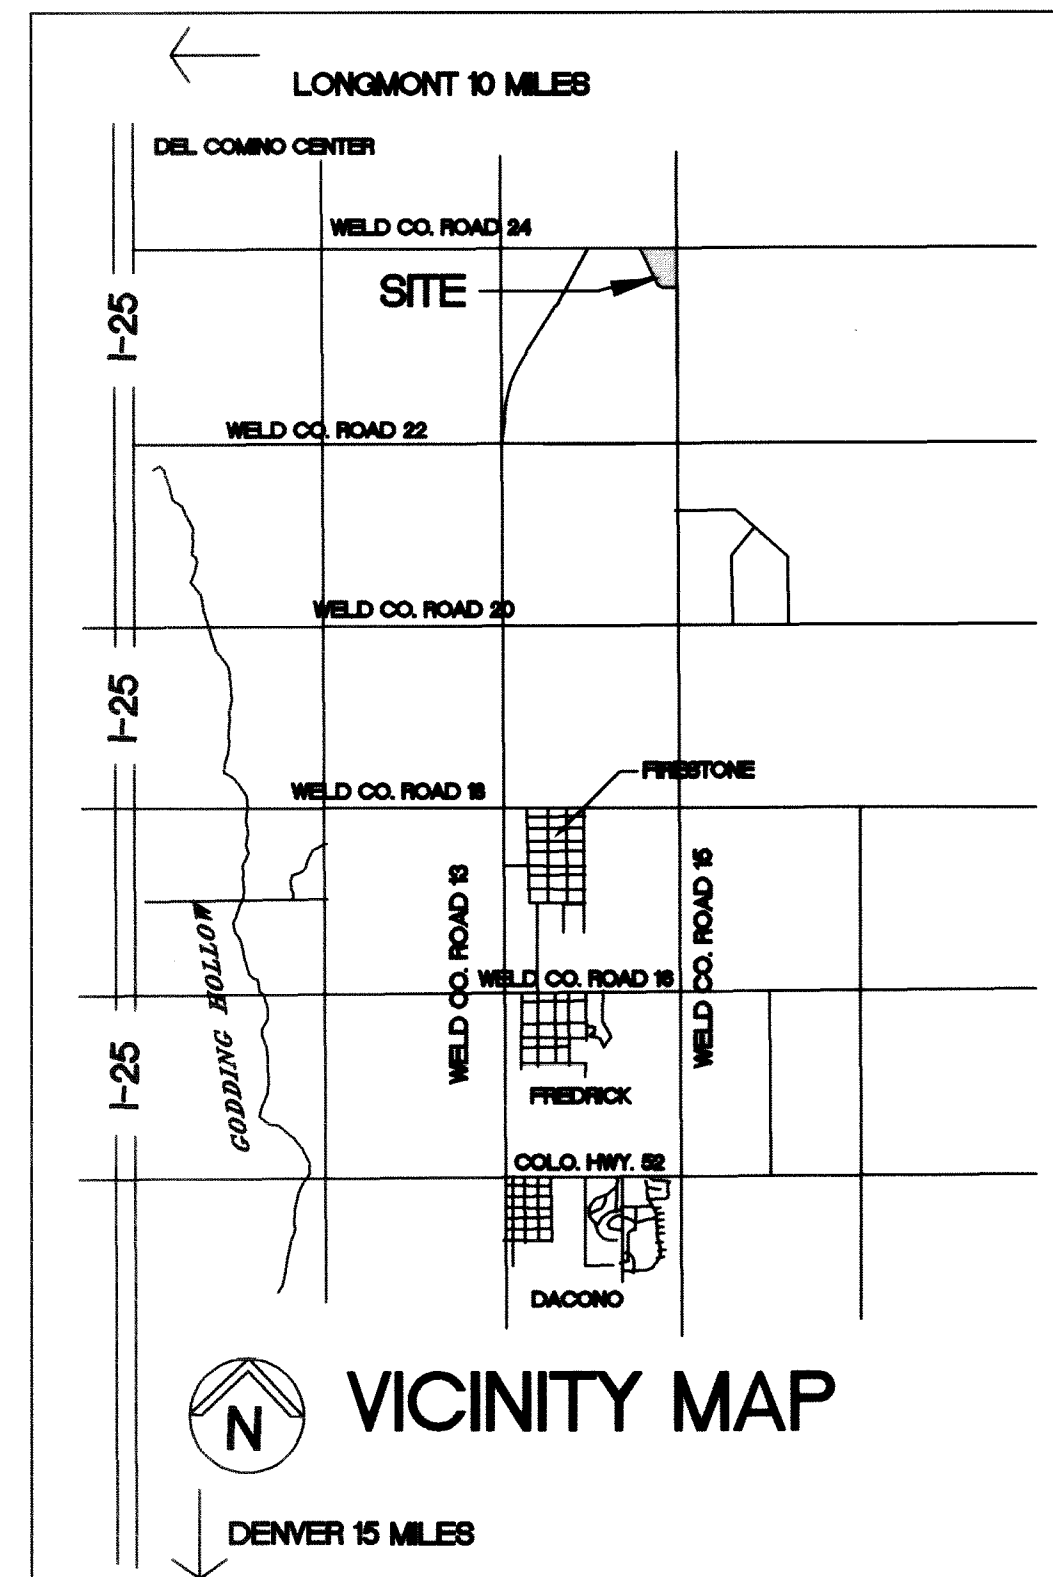 LONGMONT 10 MILES
DEL COMINO CENTER
WELD CO. ROAD 24
SITE
I-25
WELD CO. ROAD 22
WELD CO. ROAD 20
I-25
FIRESTONE
WELD CO. ROAD 18
WELD CO. ROAD 13
WELD CO. ROAD 15
GODDING HOLLOW
WELD CO. ROAD 16
I-25
FREDRICK
COLO. HWY. 52
DACONO
N
VICINITY MAP
DENVER 15 MILES